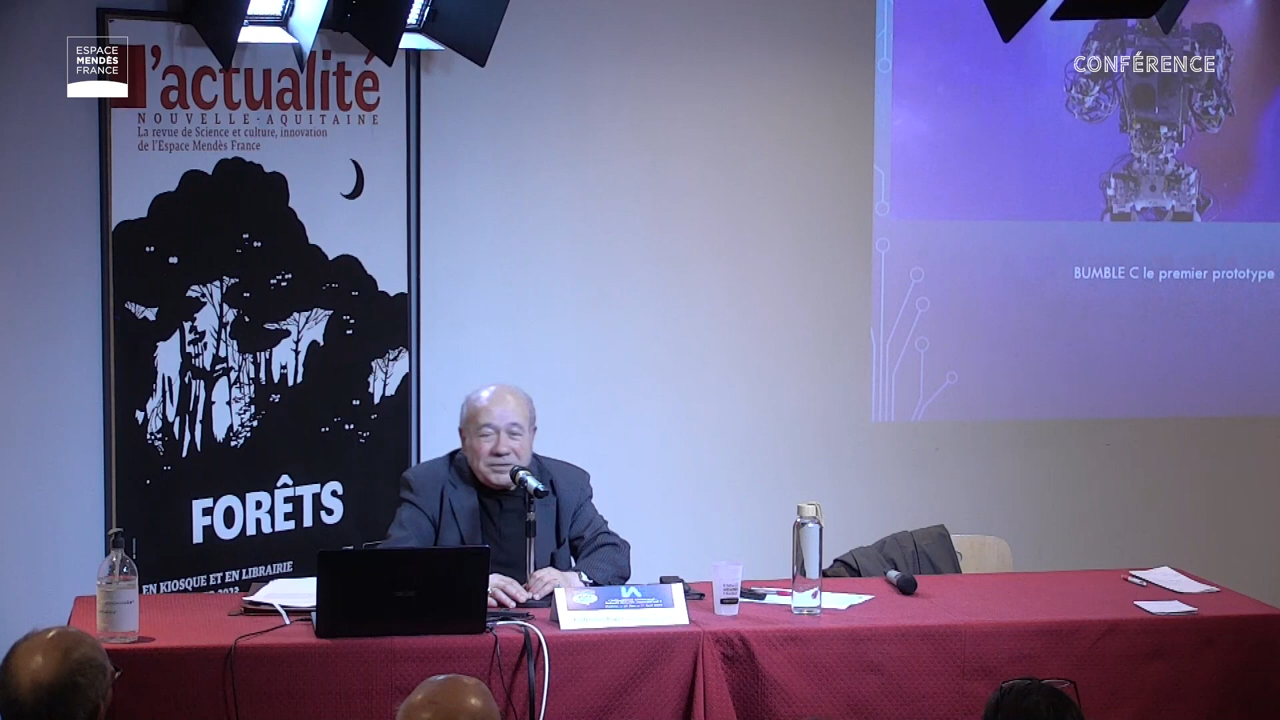 ESPACE
MENDÈS
FRANCE
l'actualité
NOUVELLE-AQUITAINE
La revue de Science et culture, innovation
de l'Espace Mendès France
FORÊTS
EN KIOSQUE ET EN LIBRAIRIE
CONFÉRENCE
BUMBLE C le premier prototype